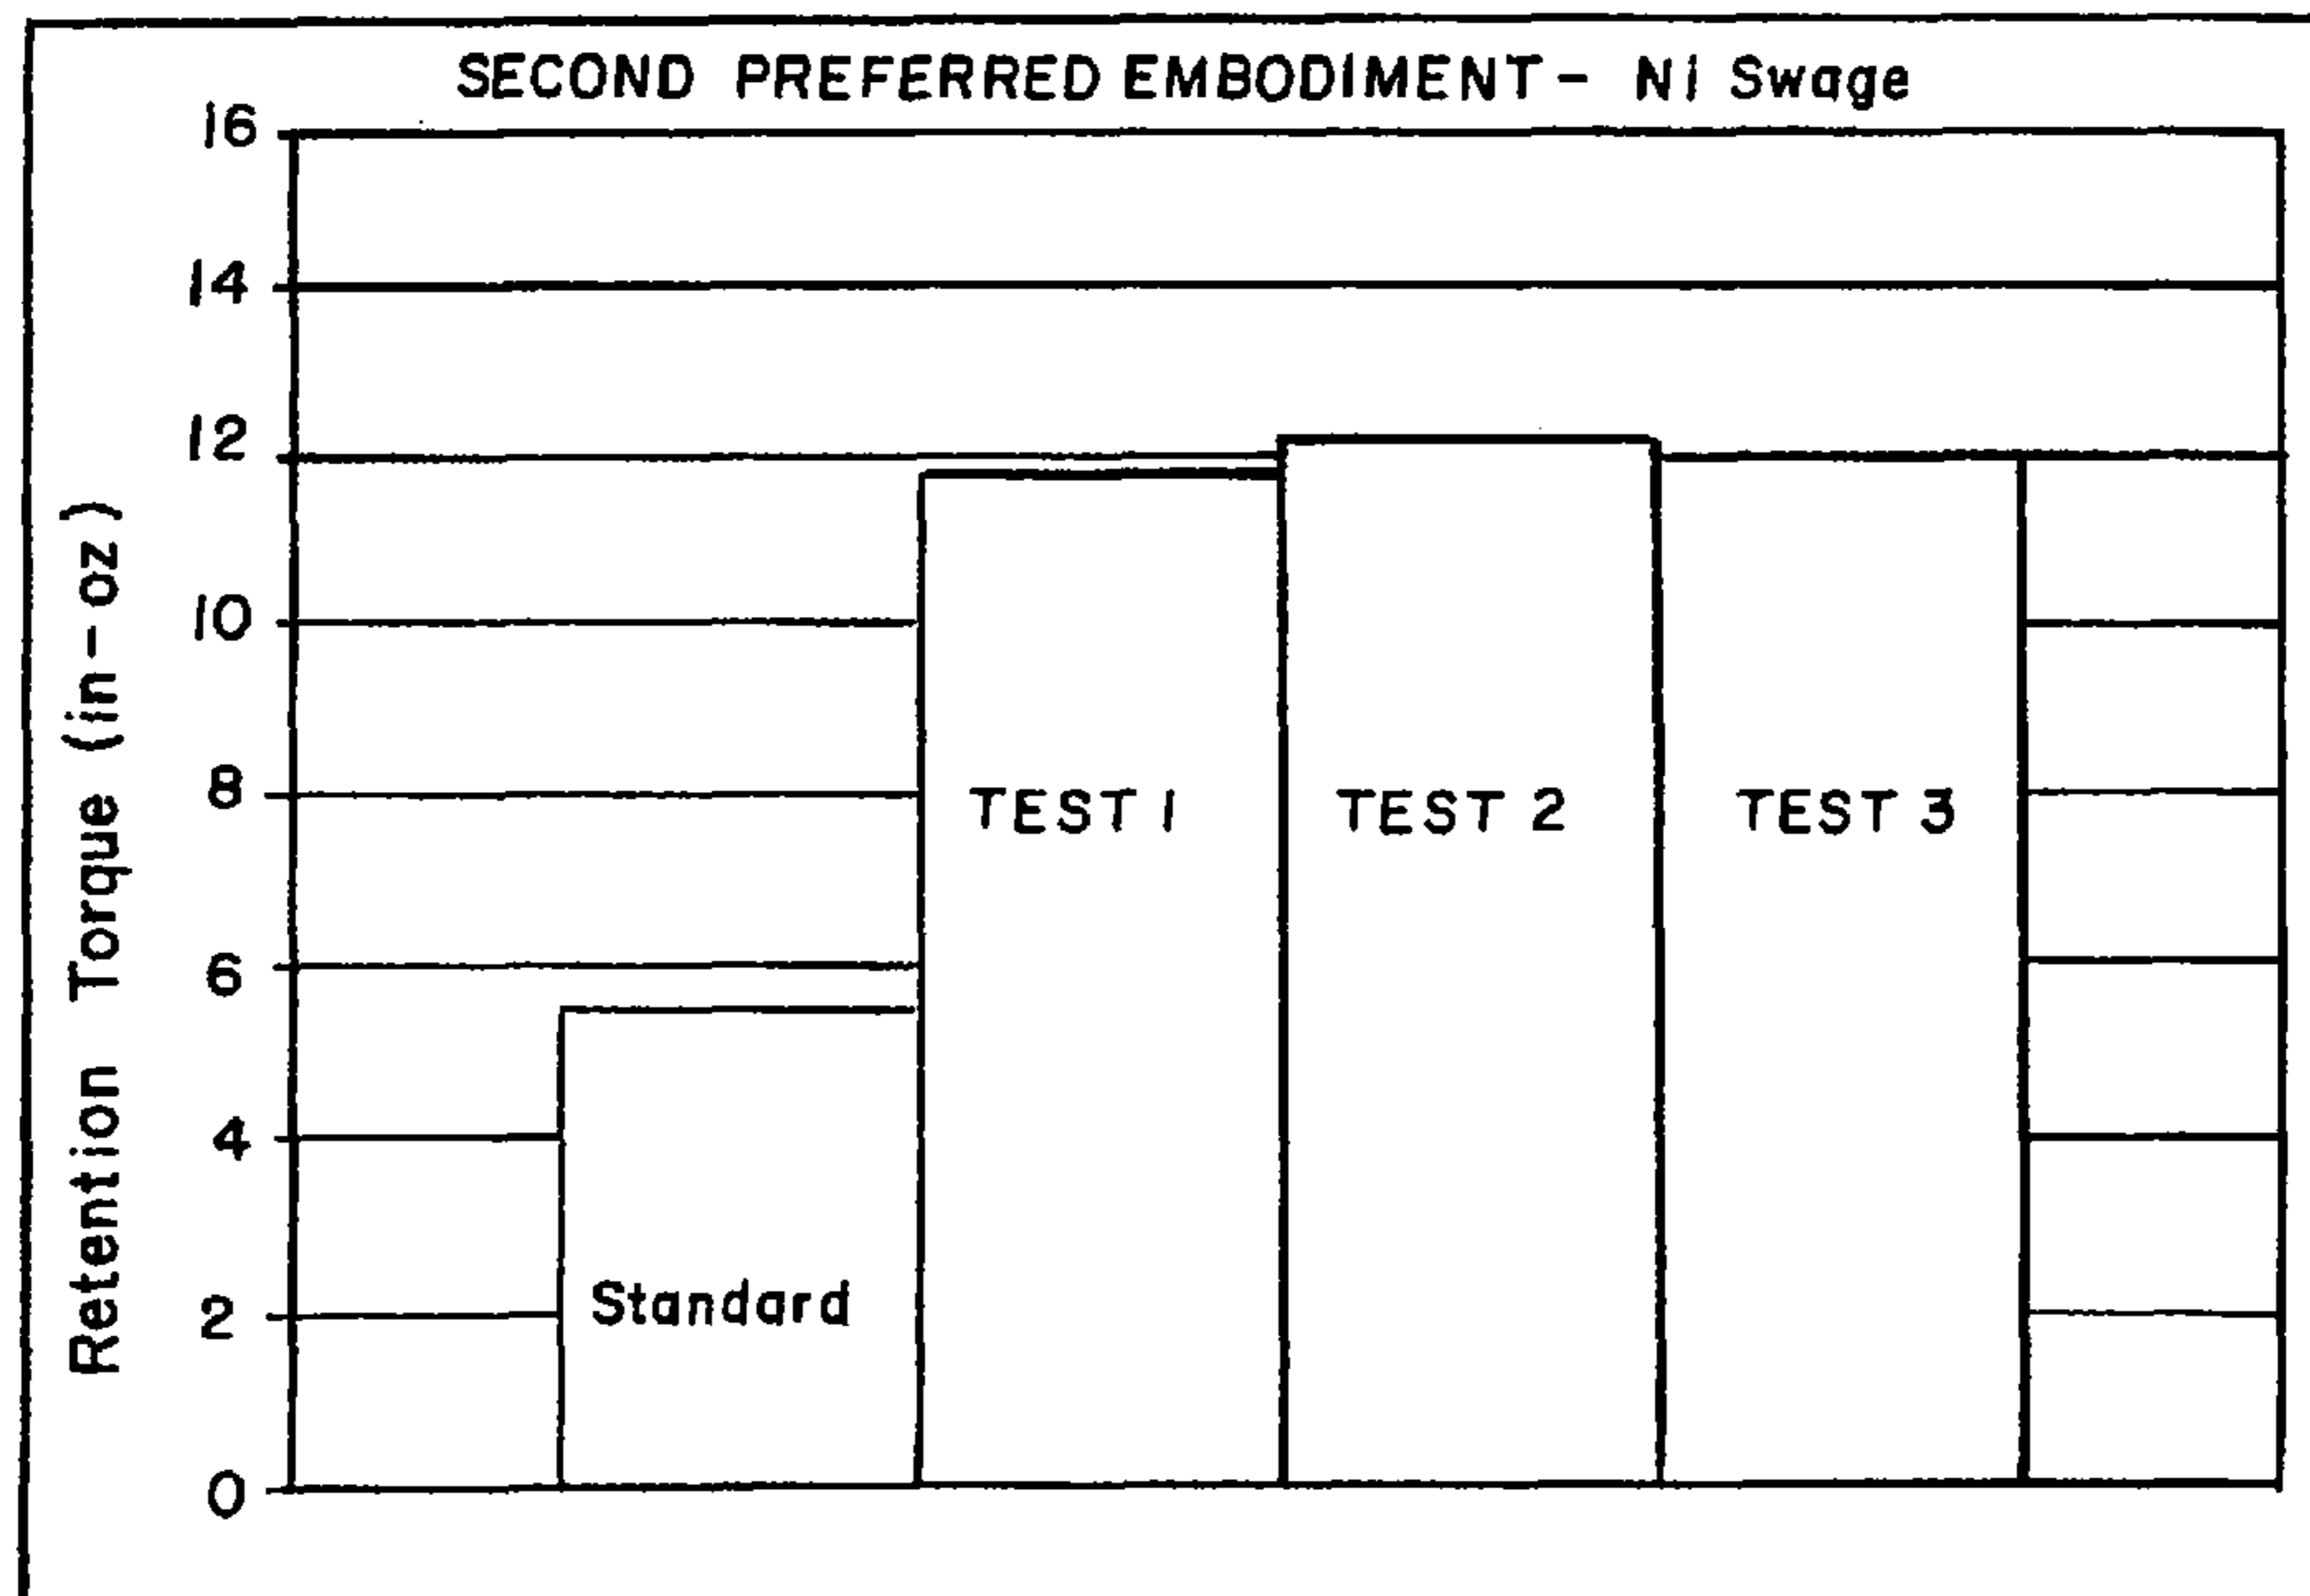 SECOND PREFERRED EMBODIMENT - Ni Swage
16
14
12
10
8
6
4
2
0
Retention Torque (in-oz)
Standard
TEST 1
TEST 2
TEST 3